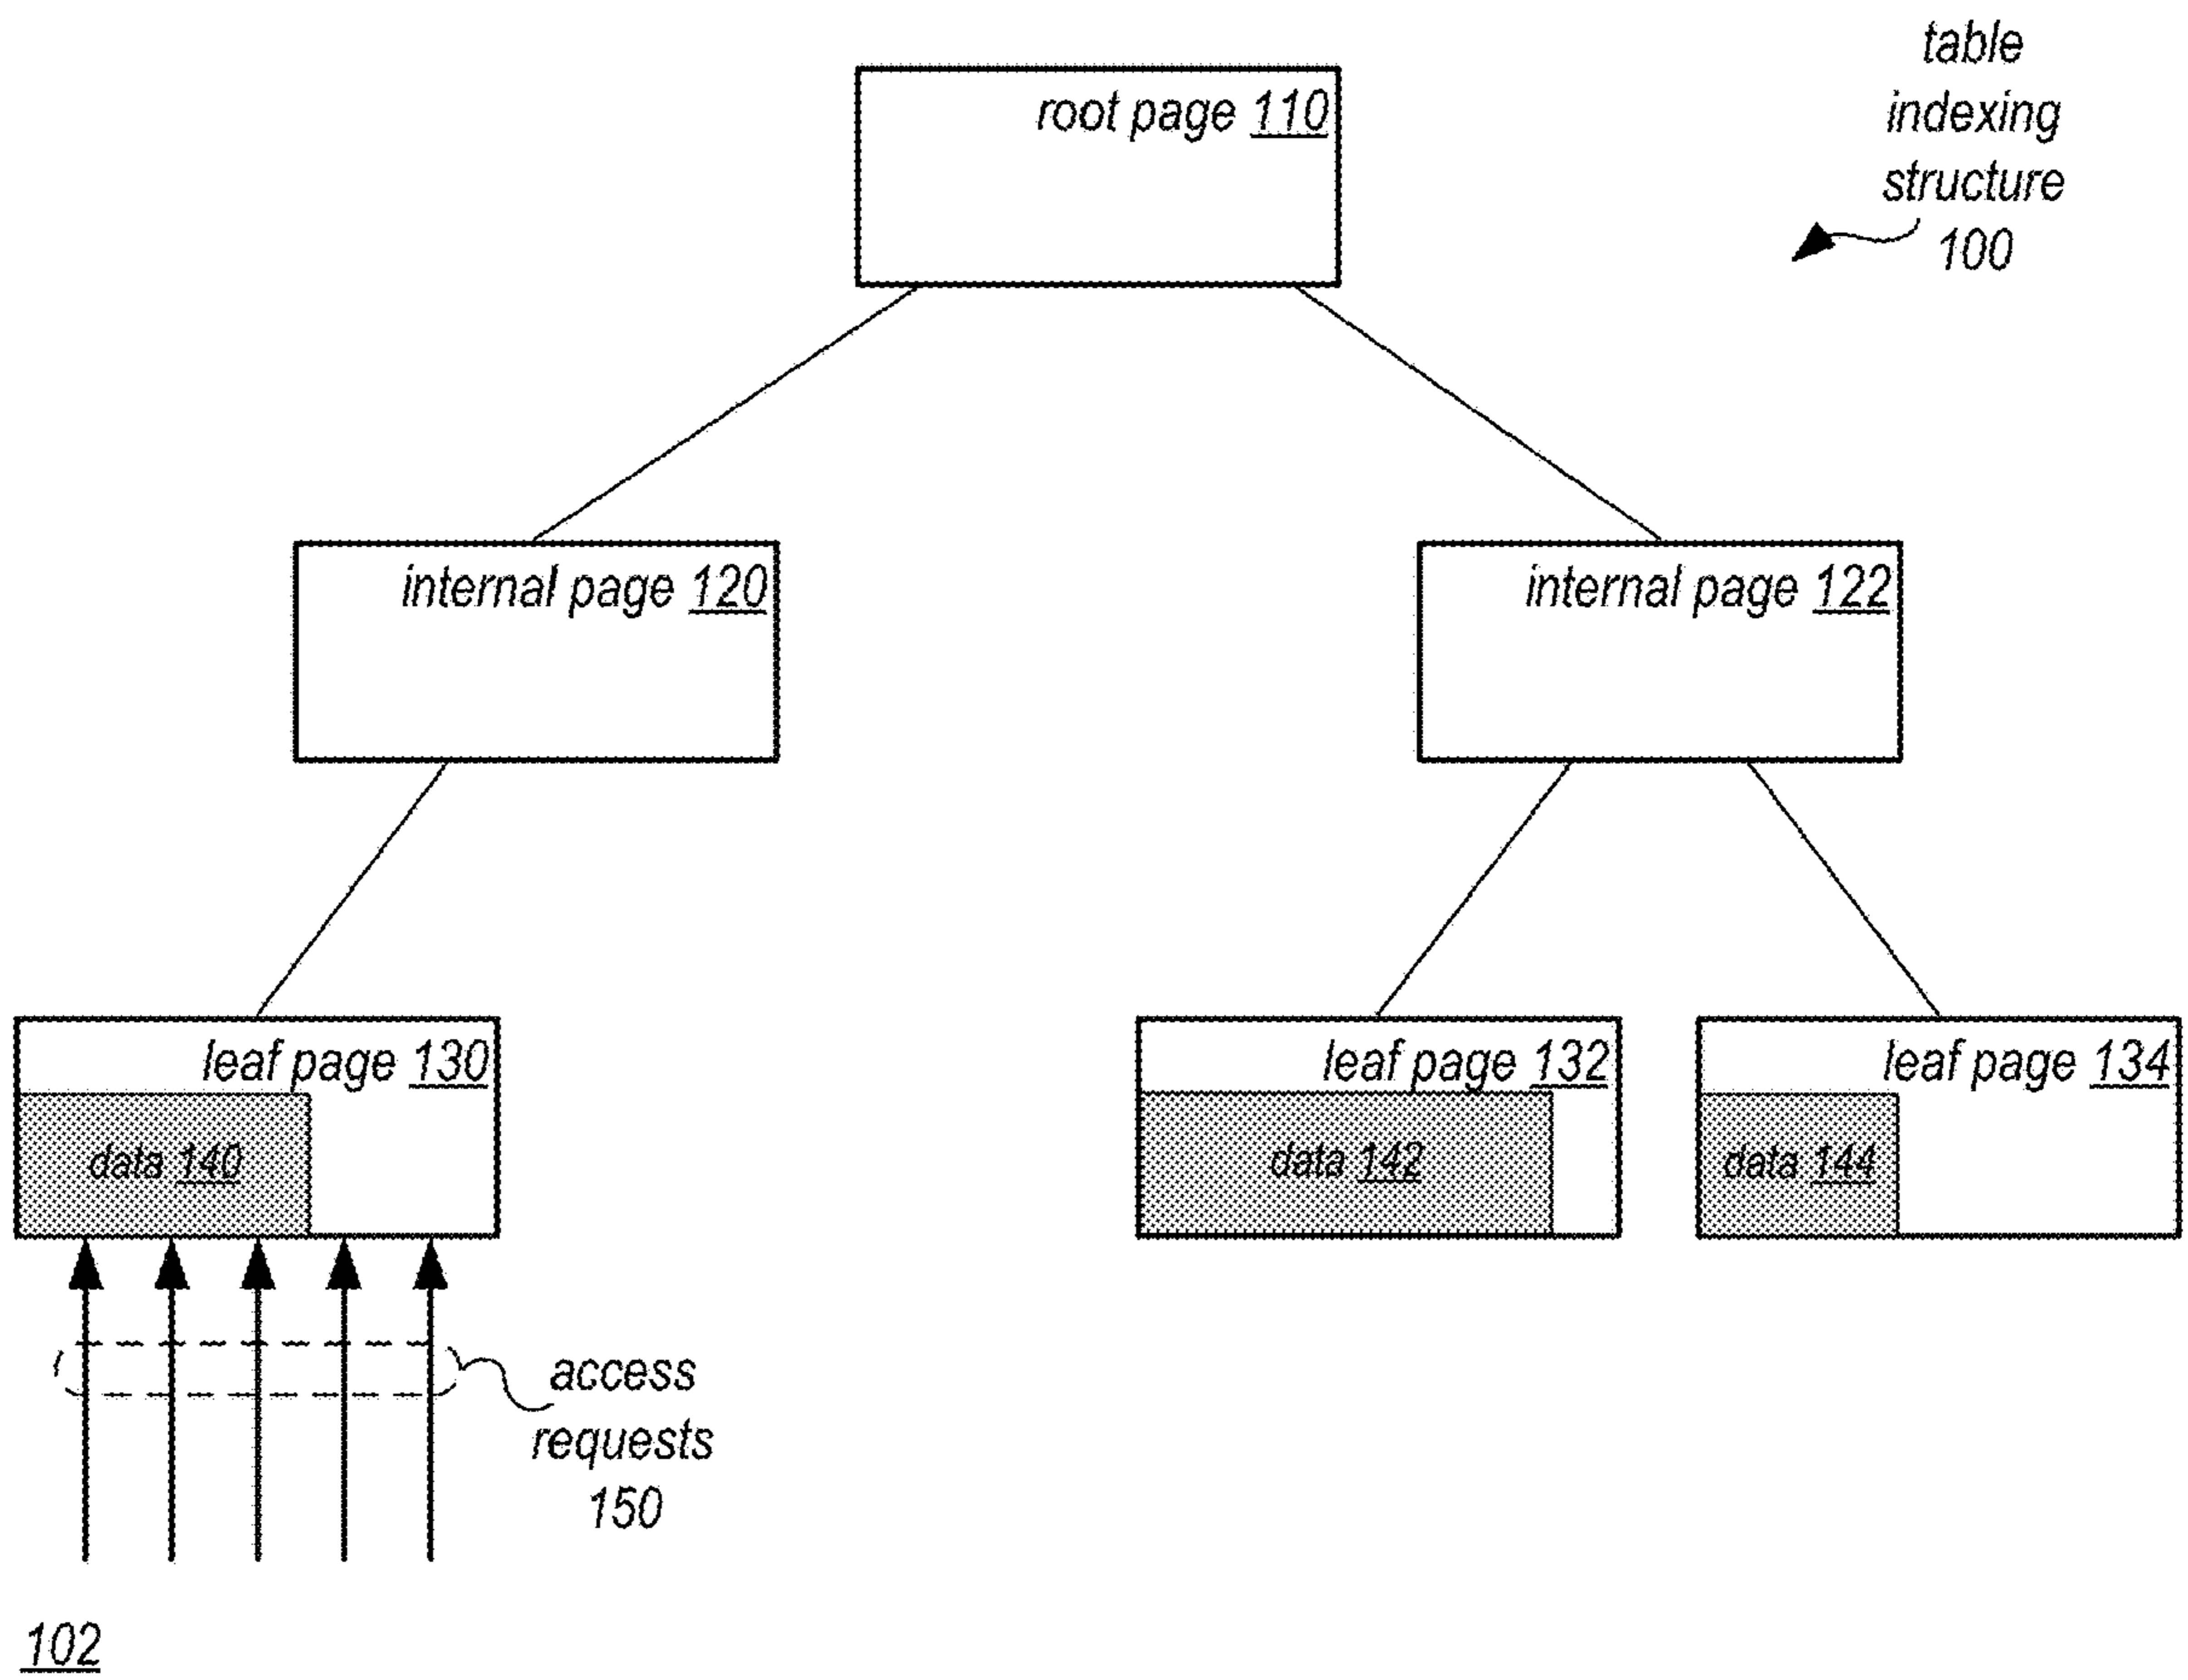 table
indexing
structure
100
root page 110
internal page 120
internal page 122
leaf page 130
leaf page 132
leaf page 134
data 140
data 142
data 144
access
requests
150
102